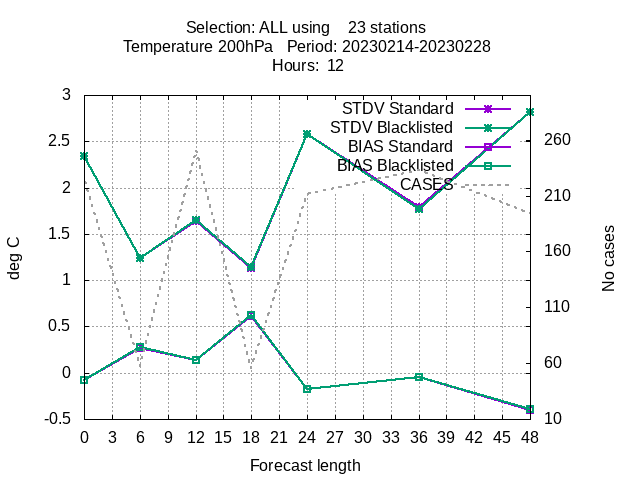 Selection: ALL using    23 stations
Temperature 200hPa   Period: 20230214-20230228
Hours:  12
3
2.5
2
1.5
1
0.5
0
-0.5
deg C
STDV Standard
STDV Blacklisted
BIAS Standard
BIAS Blacklisted
CASES
260
210
160
110
60
10
No cases
0 3 6 9 12 15 18 21 24 27 30 33 36 39 42 45 48
Forecast length